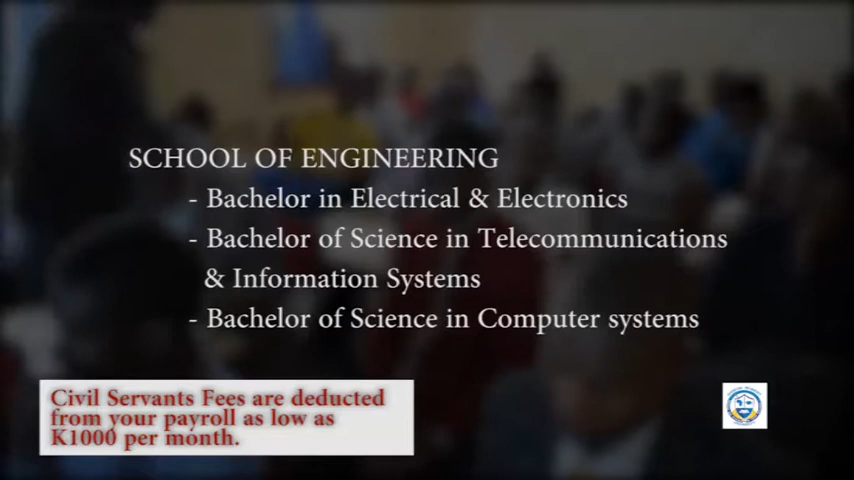 SCHOOL OF ENGINEERING
- Bachelor in Electrical & Electronics
- Bachelor of Science in Telecommunications
& Information Systems
- Bachelor of Science in Computer systems
Civil Servants Fees are deducted
from your payroll as low as
K1000 per month.